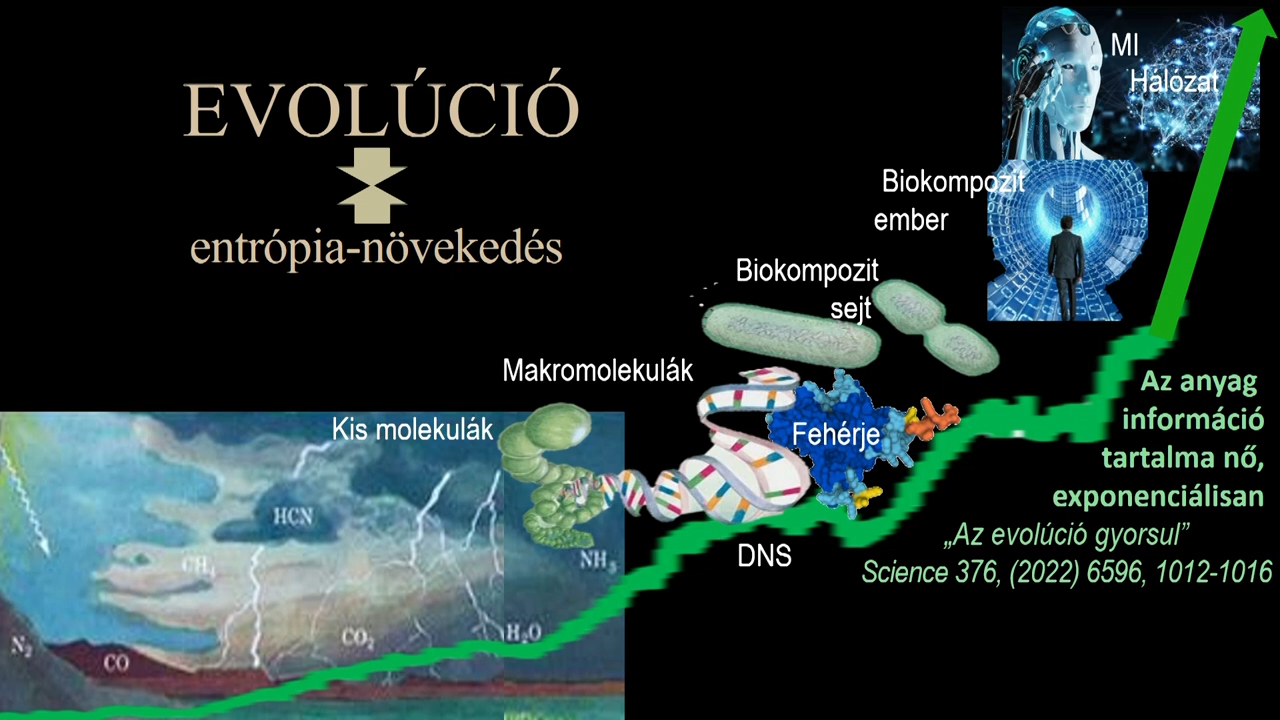 EVOLÚCIÓ
entrópia-növekedés
MI
Hálózat
Biokompozit
ember
Biokompozit
sejt
Makromolekulák
Kis molekulák
Fehérje
DNS
HCN
CH₄
NH₃
N₂
CO
CO₂
H₂O
Az anyag
információ
tartalma nő,
exponenciálisan
„Az evolúció gyorsul”
Science 376, (2022) 6596, 1012-1016